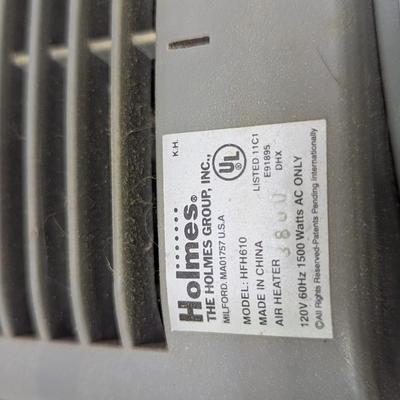 K.H.
Holmes®
THE HOLMES GROUP, INC.,
MILFORD, MA01757 U.S.A
MODEL: HFH610
MADE IN CHINA
AIR HEATER
3800
120V 60Hz 1500 Watts AC ONLY
©All Rights Reserved-Patents Pending Internationally
UL
LISTED 11C1
E91895
DHX